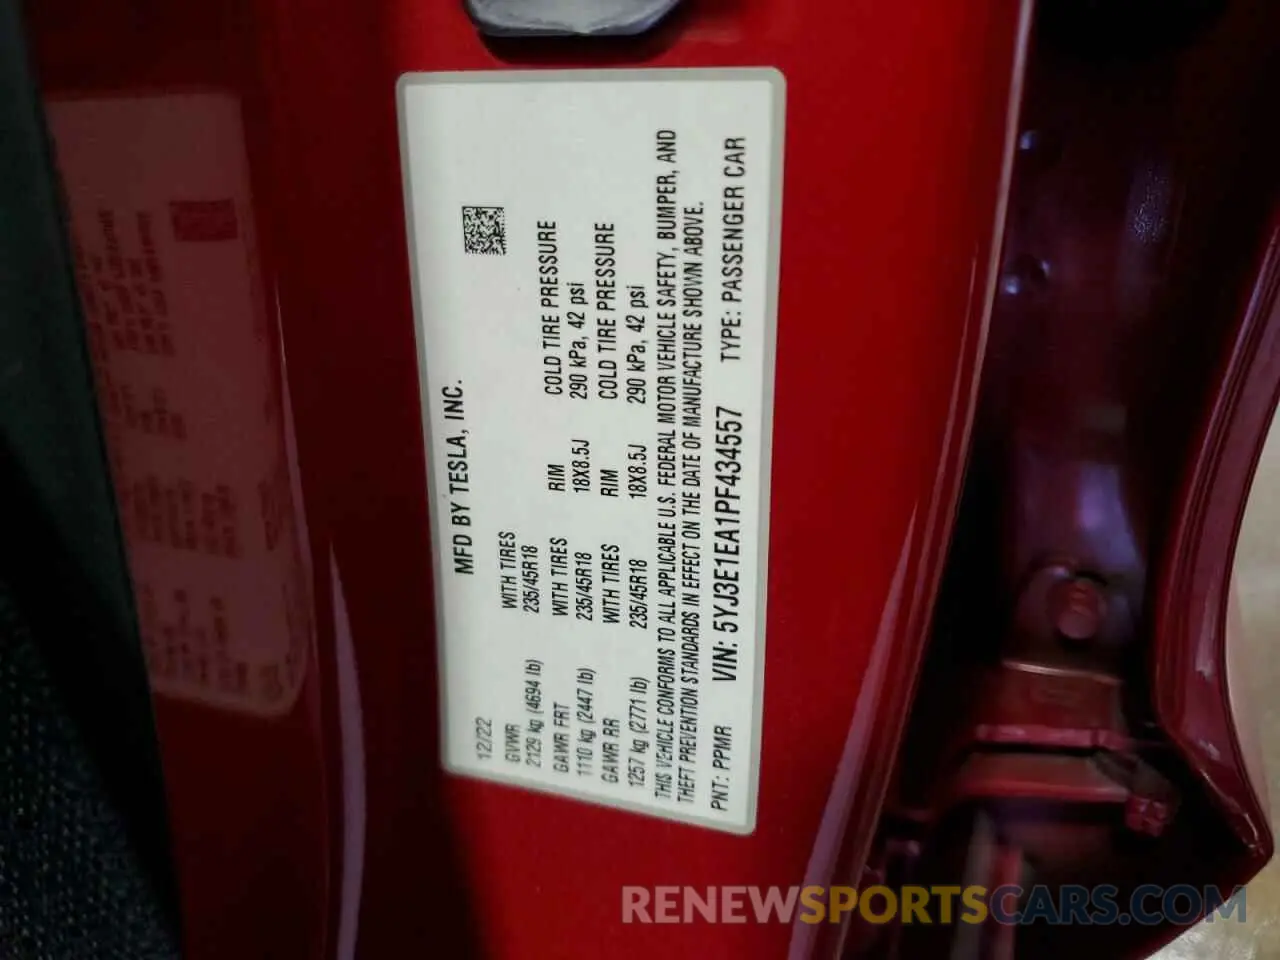 MFD BY TESLA, INC.
12/22
GVWR WITH TIRES
2129 kg (4694 lb) 235/45R18
GAWR FRT WITH TIRES RIM COLD TIRE PRESSURE
1110 kg (2447 lb) 235/45R18 18X8.5J 290 kPa, 42 psi
GAWR RR WITH TIRES RIM COLD TIRE PRESSURE
1257 kg (2771 lb) 235/45R18 18X8.5J 290 kPa, 42 psi
THIS VEHICLE CONFORMS TO ALL APPLICABLE U.S. FEDERAL MOTOR VEHICLE SAFETY, BUMPER, AND
THEFT PREVENTION STANDARDS IN EFFECT ON THE DATE OF MANUFACTURE SHOWN ABOVE.
PNT: PPMR VIN: 5YJ3E1EA1PF434557 TYPE: PASSENGER CAR
RENEWSPORTSCARS.COM